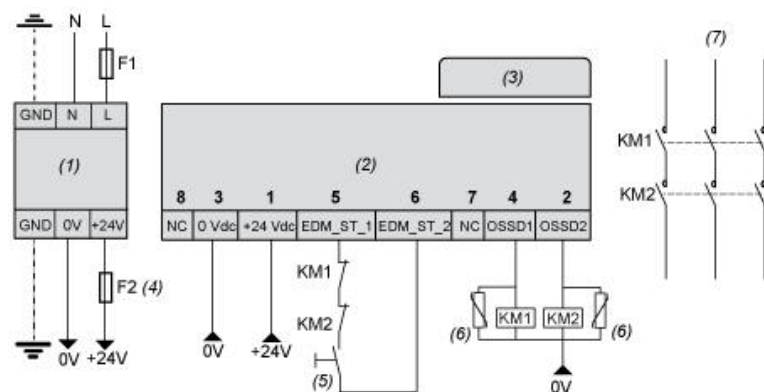 N L
F1
(3)
(7)
GND N L
(1)
(2)
KM1
KM2
8 3 1 5 6 7 4 2
GND 0V +24V
NC 0 Vdc +24 Vdc EDM_ST_1 EDM_ST_2 NC OSSD1 OSSD2
F2 (4)
KM1
KM2
(6) KM1 KM2 (6)
0V +24V
0V +24V
(5)
0V